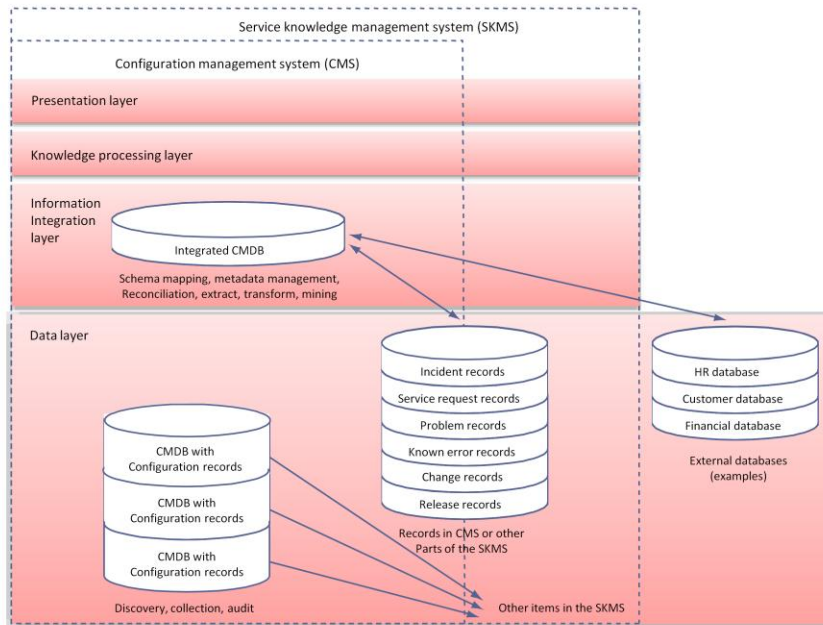 Service knowledge management system (SKMS)
Configuration management system (CMS)
Presentation layer
Knowledge processing layer
Information
Integration
layer
Integrated CMDB
Schema mapping, metadata management,
Reconciliation, extract, transform, mining
Data layer
Incident records
Service request records
Problem records
Known error records
Change records
Release records
Records in CMS or other
Parts of the SKMS
HR database
Customer database
Financial database
External databases
(examples)
CMDB with
Configuration records
CMDB with
Configuration records
CMDB with
Configuration records
Discovery, collection, audit
Other items in the SKMS